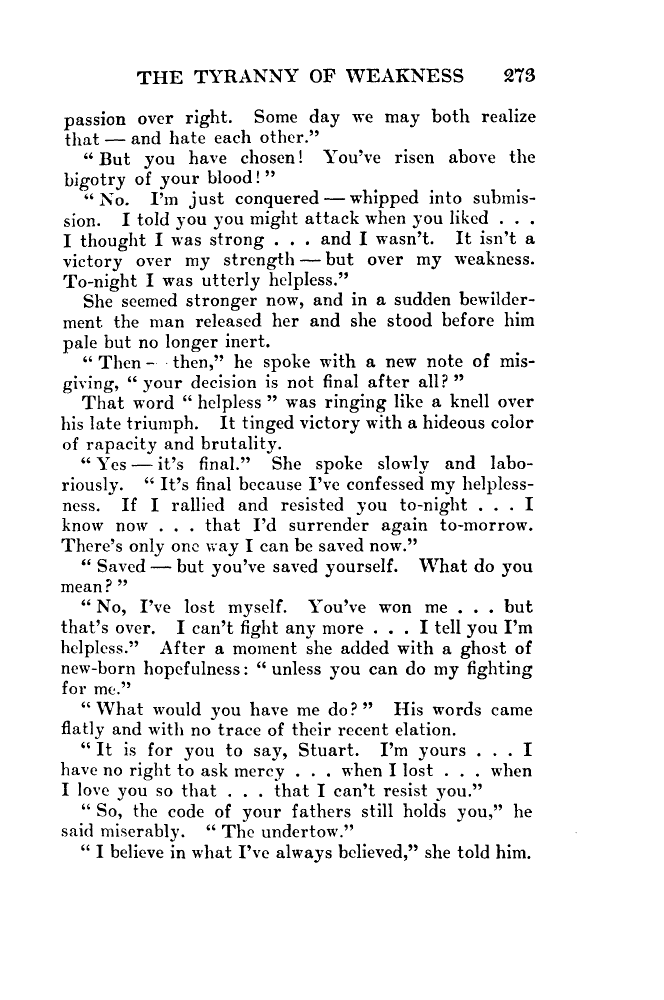 THE TYRANNY OF WEAKNESS 273
passion over right. Some day we may both realize
that — and hate each other.”
“ But you have chosen! You’ve risen above the
bigotry of your blood! ”
“ No. I’m just conquered — whipped into submis-
sion. I told you you might attack when you liked . . .
I thought I was strong . . . and I wasn’t. It isn’t a
victory over my strength — but over my weakness.
To-night I was utterly helpless.”
She seemed stronger now, and in a sudden bewilder-
ment the man released her and she stood before him
pale but no longer inert.
“ Then — then,” he spoke with a new note of mis-
giving, “ your decision is not final after all? ”
That word “ helpless ” was ringing like a knell over
his late triumph. It tinged victory with a hideous color
of rapacity and brutality.
“ Yes — it’s final.” She spoke slowly and labo-
riously. “ It’s final because I’ve confessed my helpless-
ness. If I rallied and resisted you to-night . . . I
know now . . . that I’d surrender again to-morrow.
There’s only one way I can be saved now.”
“ Saved — but you’ve saved yourself. What do you
mean? ”
“ No, I’ve lost myself. You’ve won me . . . but
that’s over. I can’t fight any more . . . I tell you I’m
helpless.” After a moment she added with a ghost of
new-born hopefulness: “ unless you can do my fighting
for me.”
“ What would you have me do? ” His words came
flatly and with no trace of their recent elation.
“ It is for you to say, Stuart. I’m yours . . . I
have no right to ask mercy . . . when I lost . . . when
I love you so that . . . that I can’t resist you.”
“ So, the code of your fathers still holds you,” he
said miserably. “ The undertow.”
“ I believe in what I’ve always believed,” she told him.